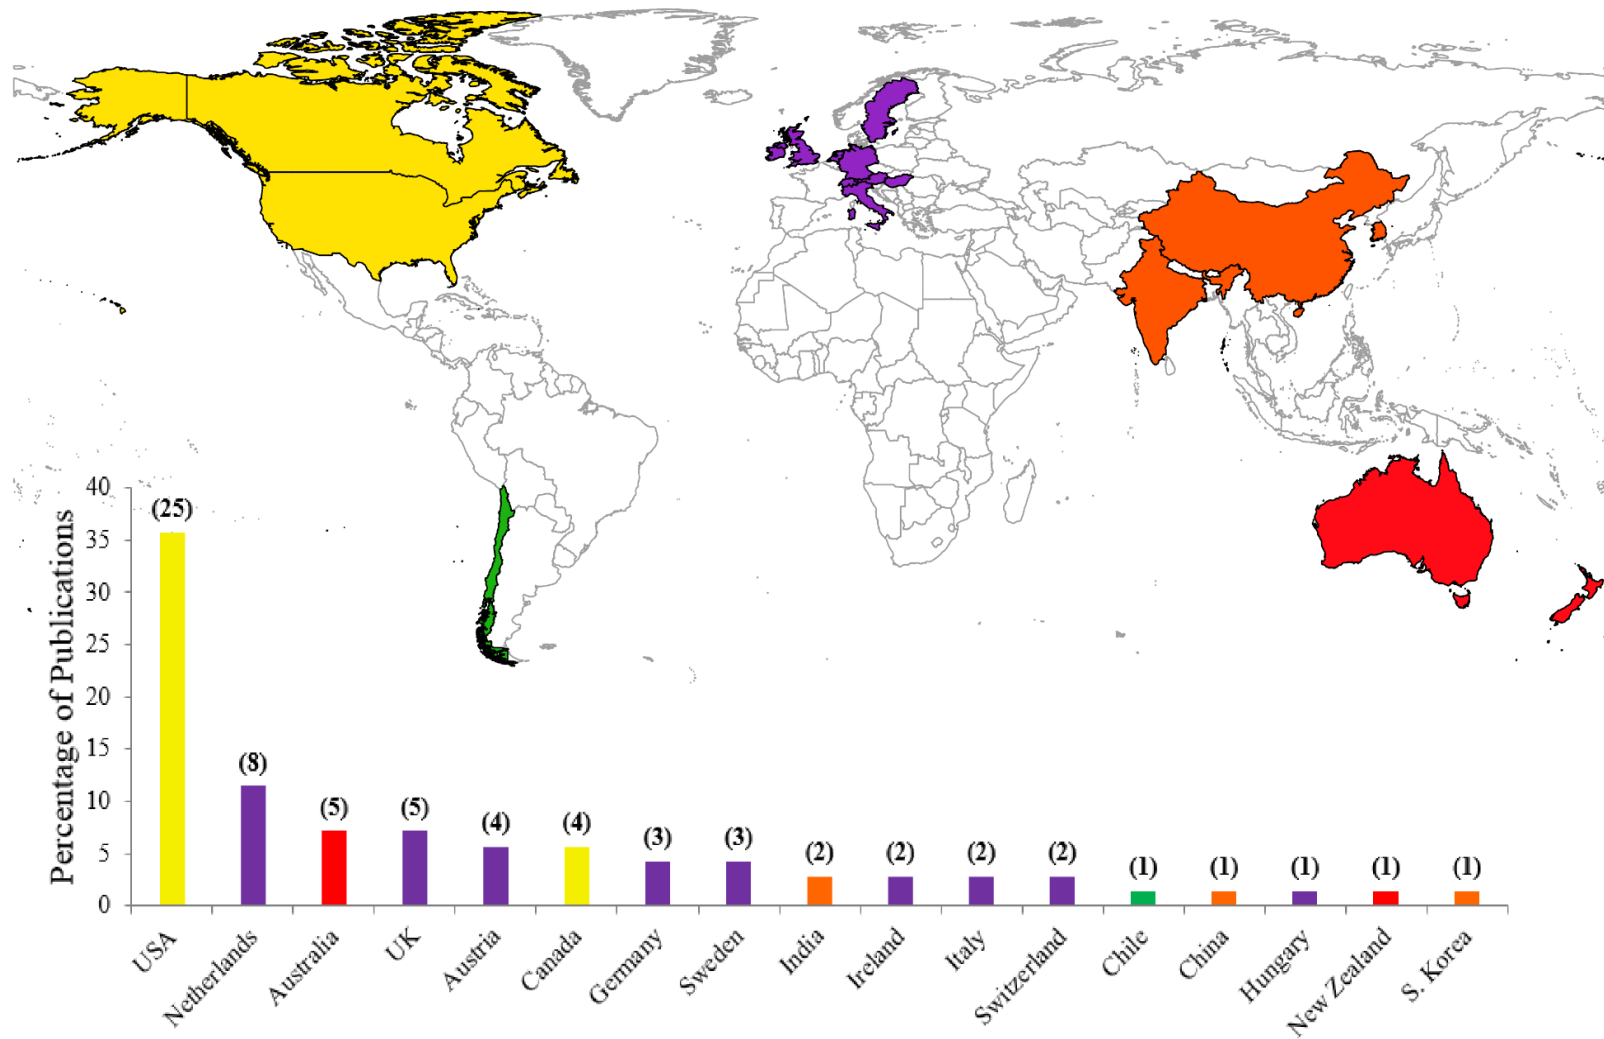 Percentage of Publications
40
35
30
25
20
15
10
5
0
(25)
(8)
(5)
(5)
(4)
(4)
(3)
(3)
(2)
(2)
(2)
(2)
(1)
(1)
(1)
(1)
(1)
USA
Netherlands
Australia
UK
Austria
Canada
Germany
Sweden
India
Ireland
Italy
Switzerland
Chile
China
Hungary
New Zealand
S. Korea